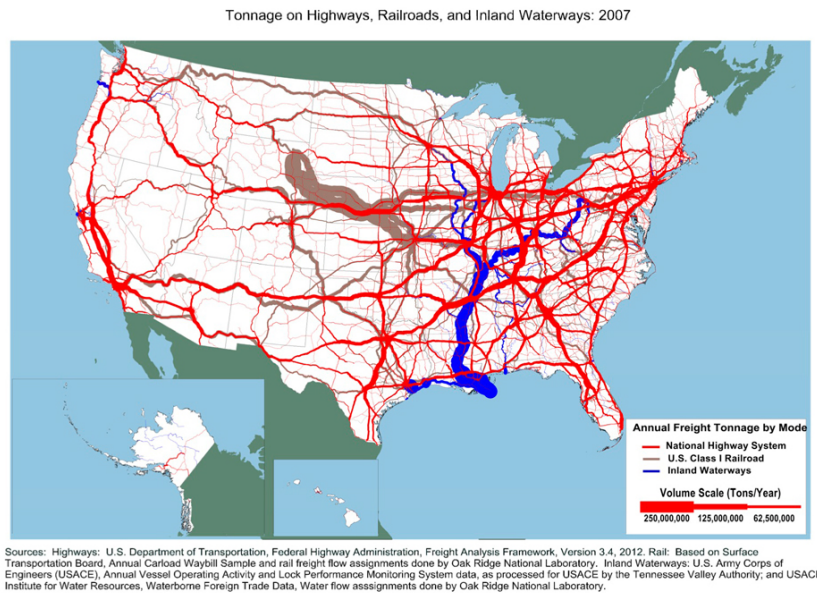 Tonnage on Highways, Railroads, and Inland Waterways: 2007
Annual Freight Tonnage by Mode
National Highway System
U.S. Class I Railroad
Inland Waterways
Volume Scale (Tons/Year)
250,000,000 125,000,000 62,500,000
Sources: Highways: U.S. Department of Transportation, Federal Highway Administration, Freight Analysis Framework, Version 3.4, 2012. Rail: Based on Surface
Transportation Board, Annual Carload Waybill Sample and rail freight flow assignments done by Oak Ridge National Laboratory. Inland Waterways: U.S. Army Corps of
Engineers (USACE), Annual Vessel Operating Activity and Lock Performance Monitoring System data, as processed for USACE by the Tennessee Valley Authority; and USACE
Institute for Water Resources, Waterborne Foreign Trade Data, Water flow asssignments done by Oak Ridge National Laboratory.